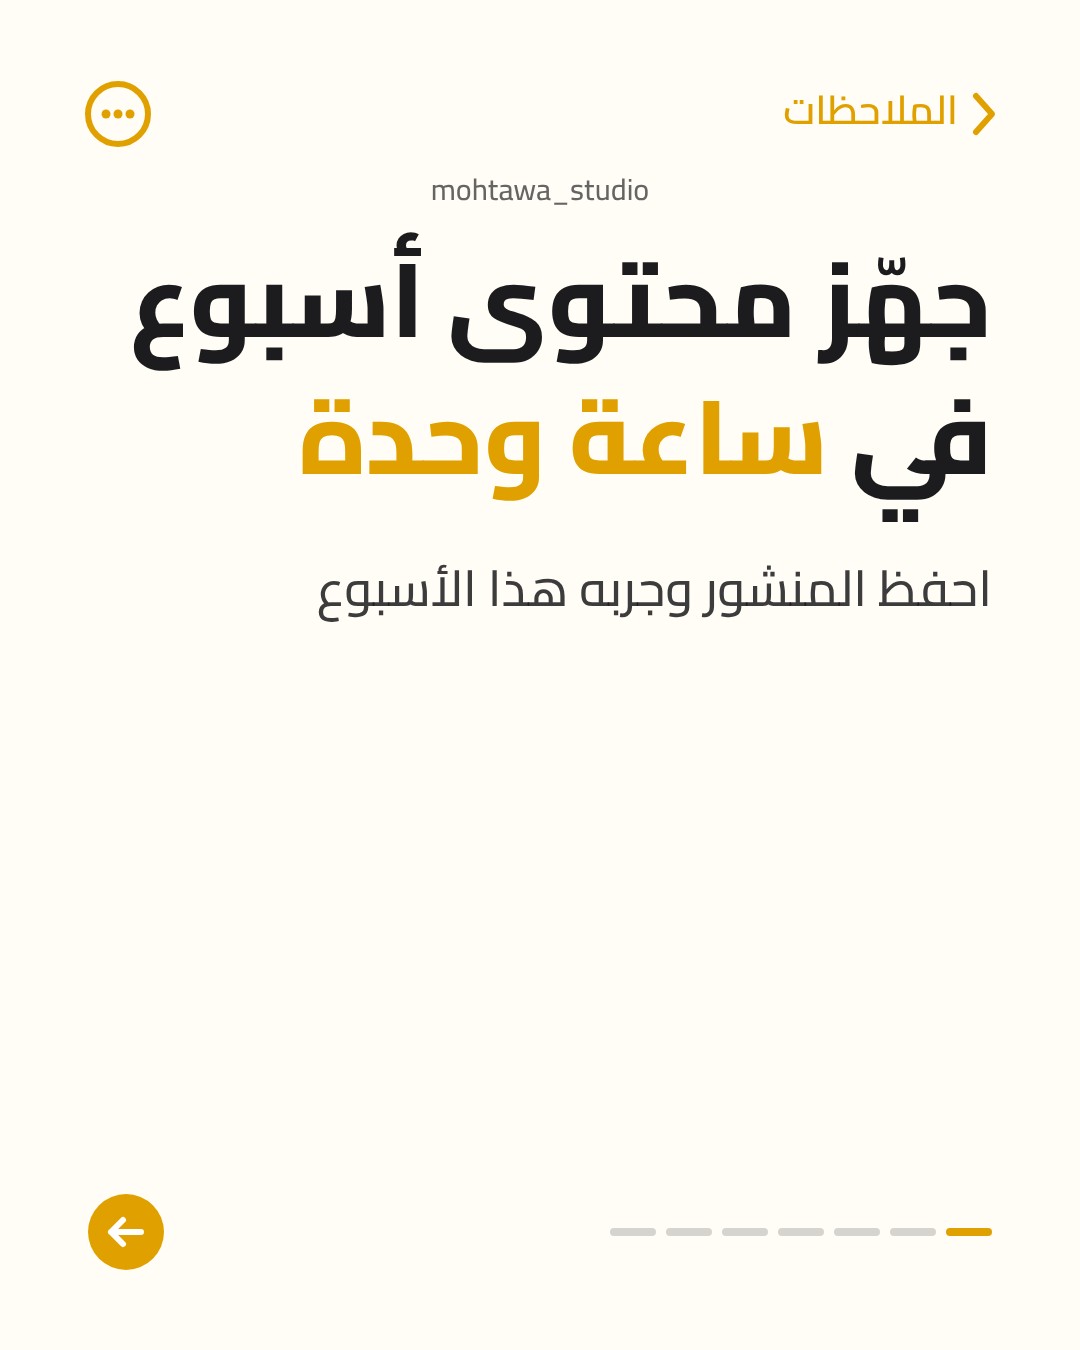 الملاحظات
mohtawa_studio
جهّز محتوى أسبوع
في ساعة وحدة
احفظ المنشور وجربه هذا الأسبوع